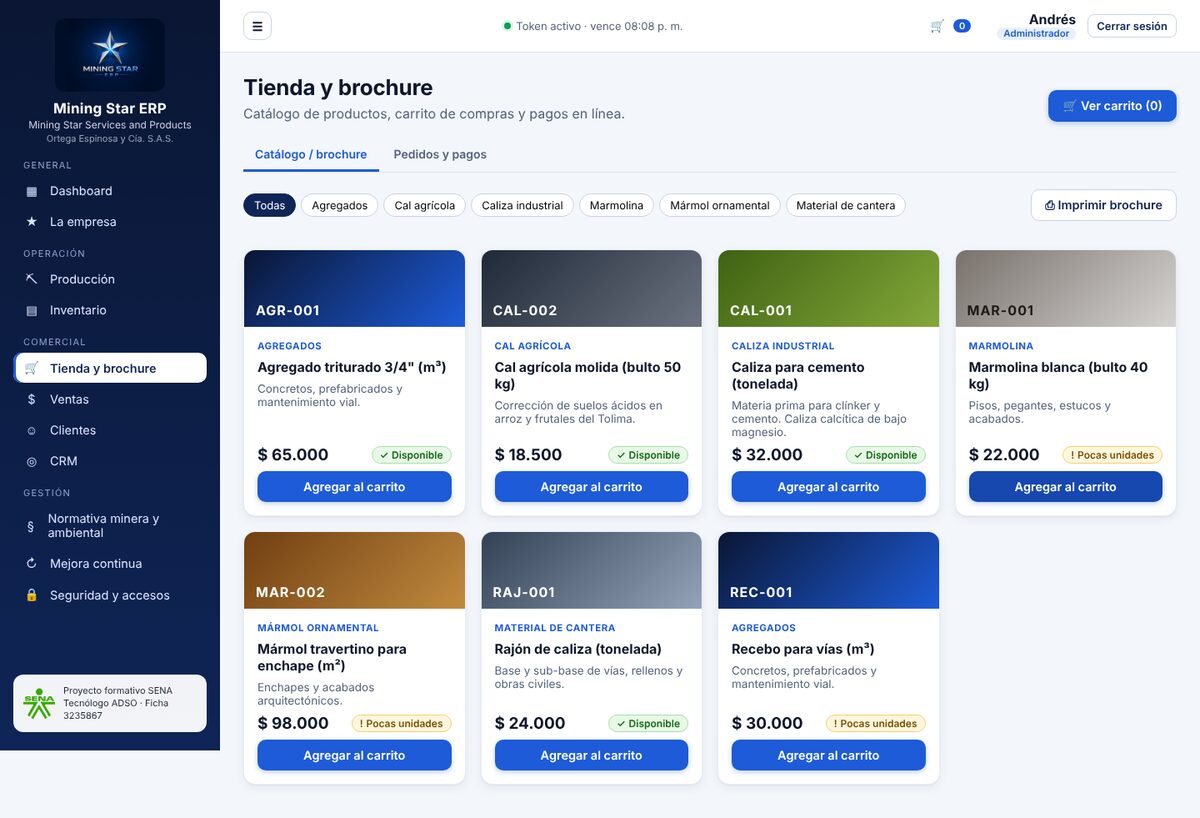 MINING STAR
ERP
Mining Star ERP
Mining Star Services and Products
Ortega Espinosa y Cía. S.A.S.
GENERAL
Dashboard
La empresa
OPERACIÓN
Producción
Inventario
COMERCIAL
Tienda y brochure
$ Ventas
Clientes
CRM
GESTIÓN
§ Normativa minera y
ambiental
Mejora continua
Seguridad y accesos
SENA
Proyecto formativo SENA
Tecnólogo ADSO · Ficha
3235867
Token activo · vence 08:08 p. m.
0
Andrés
Administrador
Cerrar sesión
Tienda y brochure
Catálogo de productos, carrito de compras y pagos en línea.
Ver carrito (0)
Catálogo / brochure
Pedidos y pagos
Todas
Agregados
Cal agrícola
Caliza industrial
Marmolina
Mármol ornamental
Material de cantera
Imprimir brochure
AGR-001
AGREGADOS
Agregado triturado 3/4" (m³)
Concretos, prefabricados y
mantenimiento vial.
$ 65.000
✓ Disponible
Agregar al carrito
CAL-002
CAL AGRÍCOLA
Cal agrícola molida (bulto 50
kg)
Corrección de suelos ácidos en
arroz y frutales del Tolima.
$ 18.500
✓ Disponible
Agregar al carrito
CAL-001
CALIZA INDUSTRIAL
Caliza para cemento
(tonelada)
Materia prima para clínker y
cemento. Caliza calcítica de bajo
magnesio.
$ 32.000
✓ Disponible
Agregar al carrito
MAR-001
MARMOLINA
Marmolina blanca (bulto 40
kg)
Pisos, pegantes, estucos y
acabados.
$ 22.000
! Pocas unidades
Agregar al carrito
MAR-002
MÁRMOL ORNAMENTAL
Mármol travertino para
enchape (m²)
Enchapes y acabados
arquitectónicos.
$ 98.000
! Pocas unidades
Agregar al carrito
RAJ-001
MATERIAL DE CANTERA
Rajón de caliza (tonelada)
Base y sub-base de vías, rellenos y
obras civiles.
$ 24.000
✓ Disponible
Agregar al carrito
REC-001
AGREGADOS
Recebo para vías (m³)
Concretos, prefabricados y
mantenimiento vial.
$ 30.000
! Pocas unidades
Agregar al carrito